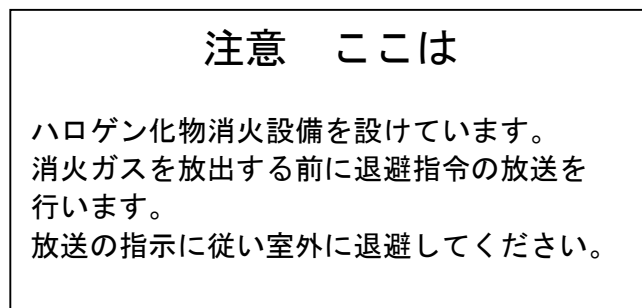 注意　ここは
ハロゲン化物消火設備を設けています。
消火ガスを放出する前に退避指令の放送を
行います。
放送の指示に従い室外に退避してください。